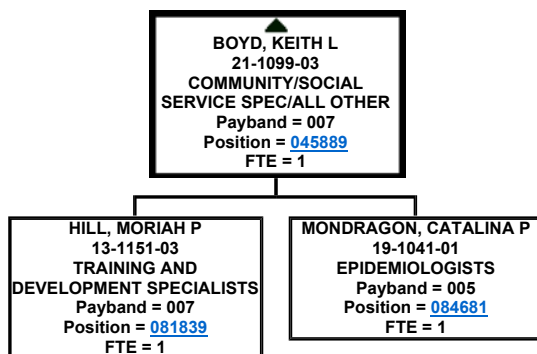 BOYD, KEITH L
21-1099-03
COMMUNITY/SOCIAL
SERVICE SPEC/ALL OTHER
Payband = 007
Position = 045889
FTE = 1
HILL, MORIAH P
13-1151-03
TRAINING AND
DEVELOPMENT SPECIALISTS
Payband = 007
Position = 081839
FTE = 1
MONDRAGON, CATALINA P
19-1041-01
EPIDEMIOLOGISTS
Payband = 005
Position = 084681
FTE = 1